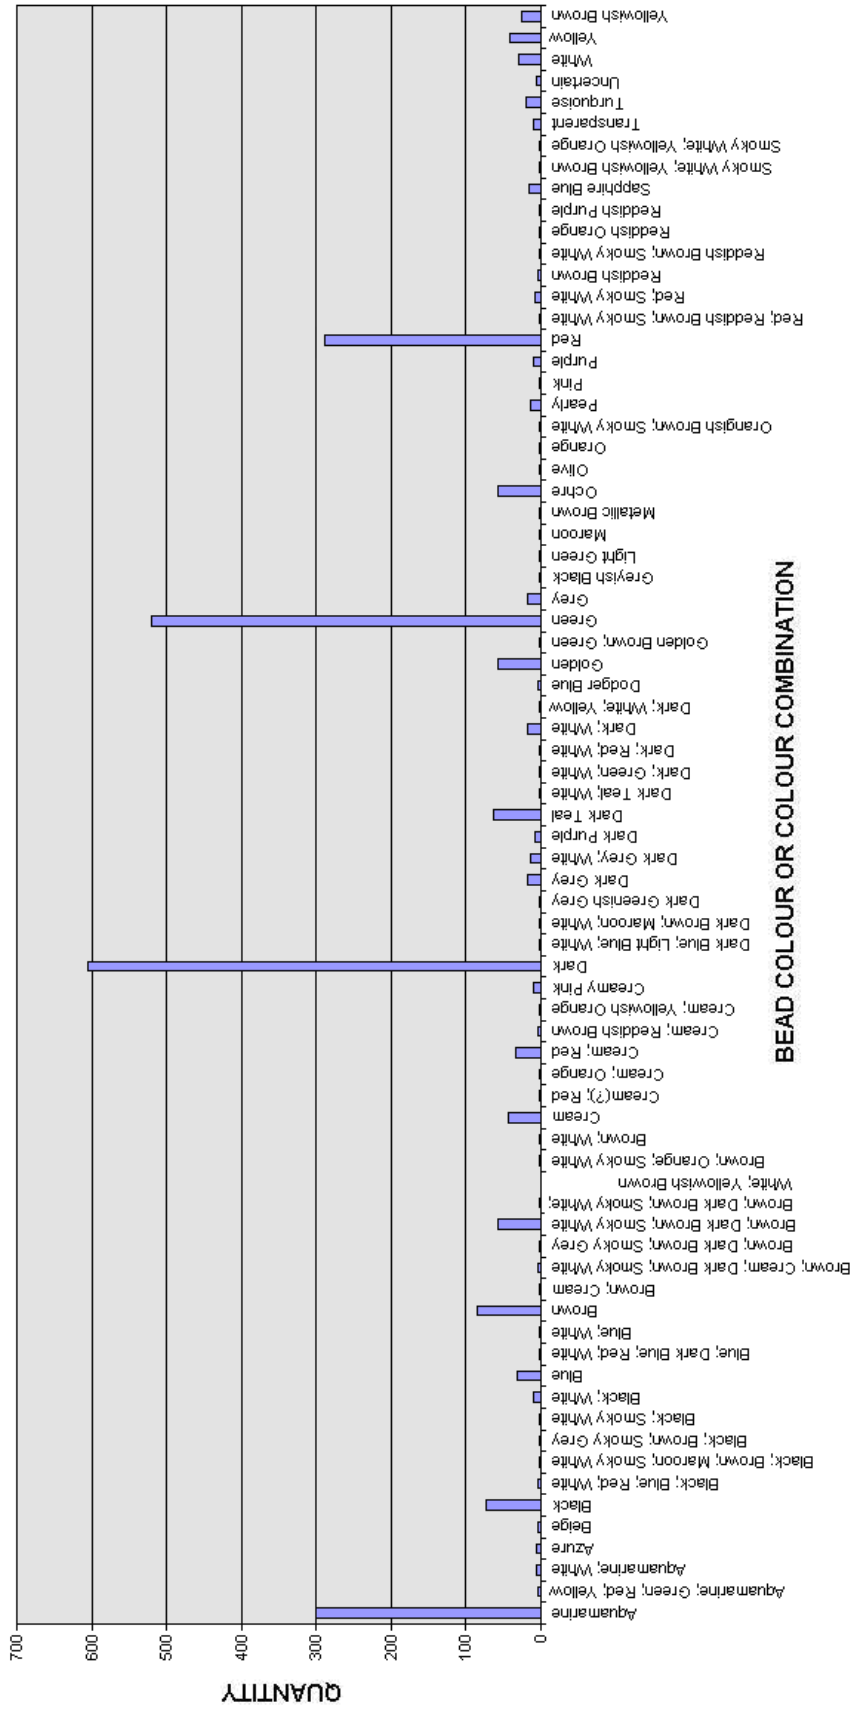 QUANTITY
700
600
500
400
300
200
100
0
Aquamarine
Aquamarine; Green; Red; Yellow
Aquamarine; White
Azure
Beige
Black
Black; Blue; Red; White
Black; Brown; Maroon; Smoky White
Black; Brown; Smoky Grey
Black; Smoky White
Black; White
Blue
Blue; Dark Blue; Red; White
Blue; White
Brown
Brown; Cream
Brown; Cream; Dark Brown; Smoky White
Brown; Dark Brown; Smoky Grey
Brown; Dark Brown; Smoky White
Brown; Dark Brown; Smoky White;
White; Yellowish Brown
Brown; Orange; Smoky White
Brown; White
Cream
Cream(?); Red
Cream; Orange
Cream; Red
Cream; Reddish Brown
Cream; Yellowish Orange
Creamy Pink
Dark
Dark Blue; Light Blue; White
Dark Brown; Maroon; White
Dark Greenish Grey
Dark Grey
Dark Grey; White
Dark Purple
Dark Teal
Dark Teal; White
Dark; Green; White
Dark; Red; White
Dark; White
Dark; White; Yellow
Dodger Blue
Golden
Golden Brown; Green
Green
Grey
Greyish Black
Light Green
Maroon
Metallic Brown
Ochre
Olive
Orange
Orangish Brown; Smoky White
Pearly
Pink
Purple
Red
Red; Reddish Brown; Smoky White
Red; Smoky White
Reddish Brown
Reddish Brown; Smoky White
Reddish Orange
Reddish Purple
Sapphire Blue
Smoky White; Yellowish Brown
Smoky White; Yellowish Orange
Transparent
Turquoise
Uncertain
White
Yellow
Yellowish Brown
BEAD COLOUR OR COLOUR COMBINATION